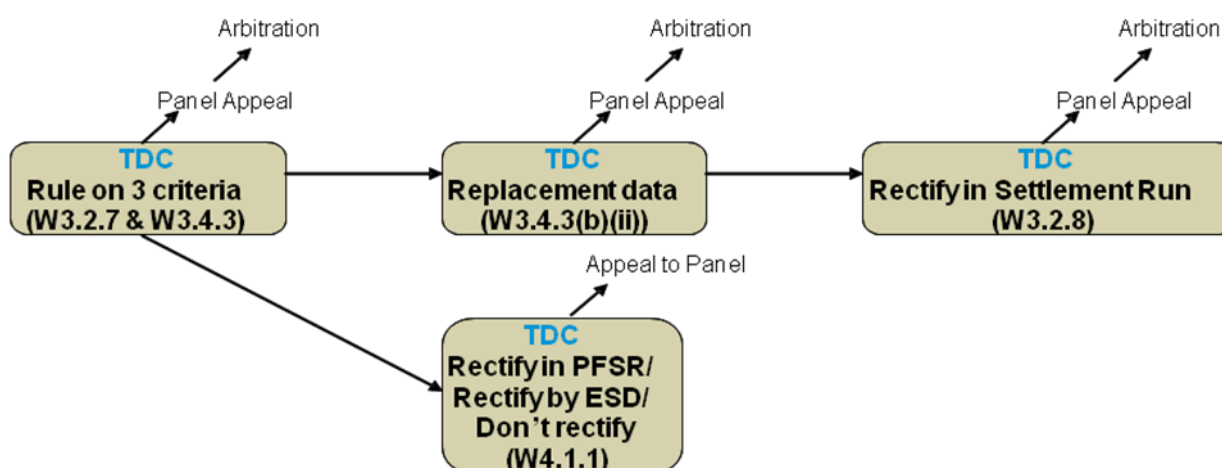 Arbitration
Arbitration
Arbitration
Panel Appeal
Panel Appeal
Panel Appeal
TDC
Rule on 3 criteria
(W3.2.7 & W3.4.3)
TDC
Replacement data
(W3.4.3(b)(ii))
TDC
Rectify in Settlement Run
(W3.2.8)
Appeal to Panel
TDC
Rectify in PFSR/
Rectify by ESD/
Don't rectify
(W4.1.1)